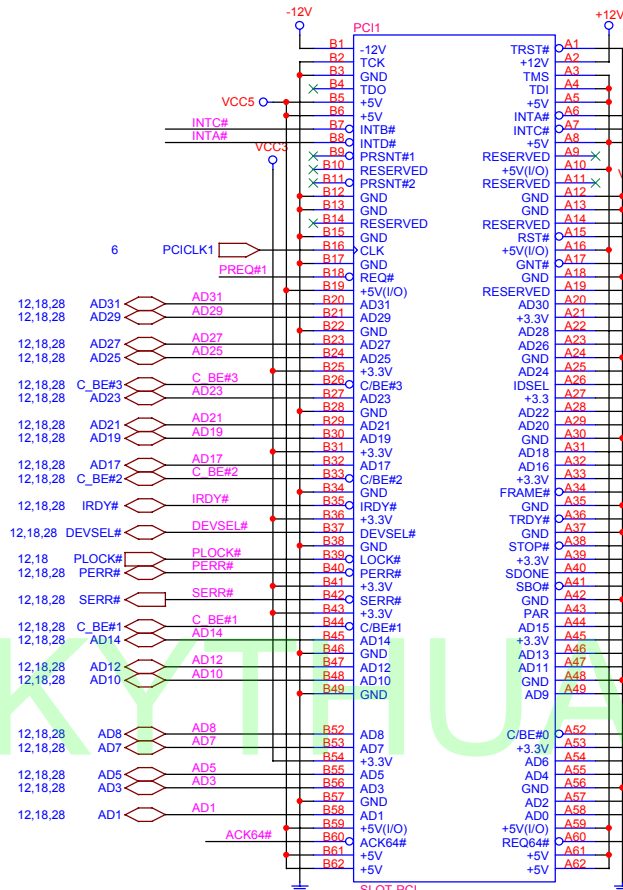 -12V +12V
PCI1
B1 -12V TRST# A1
B2 TCK +12V A2
B3 GND TMS A3
B4 TDO TDI A4
VCC5 B5 +5V +5V A5
B6 +5V INTA# A6
INTC# B7 INTB# INTC# A7
INTA# B8 INTD# +5V A8
VCC3 B9 PRSNT#1 RESERVED A9
B10 RESERVED +5V(I/O) A10
B11 PRSNT#2 RESERVED A11
B12 GND GND A12
B13 GND GND A13
B14 RESERVED RESERVED A14
B15 GND RST# A15
6 PCICLK1 B16 CLK +5V(I/O) A16
B17 GND GNT# A17
PREQ#1 B18 REQ# GND A18
B19 +5V(I/O) RESERVED A19
12,18,28 AD31 AD31 B20 AD31 AD30 A20
12,18,28 AD29 AD29 B21 AD29 +3.3V A21
B22 GND AD28 A22
12,18,28 AD27 AD27 B23 AD27 AD26 A23
12,18,28 AD25 AD25 B24 AD25 GND A24
B25 +3.3V AD24 A25
12,18,28 C_BE#3 C_BE#3 B26 C/BE#3 IDSEL A26
12,18,28 AD23 AD23 B27 AD23 +3.3 A27
B28 GND AD22 A28
12,18,28 AD21 AD21 B29 AD21 AD20 A29
12,18,28 AD19 AD19 B30 AD19 GND A30
B31 +3.3V AD18 A31
12,18,28 AD17 AD17 B32 AD17 AD16 A32
12,18,28 C_BE#2 C_BE#2 B33 C/BE#2 +3.3V A33
B34 GND FRAME# A34
12,18,28 IRDY# IRDY# B35 IRDY# GND A35
B36 +3.3V TRDY# A36
12,18,28 DEVSEL# DEVSEL# B37 DEVSEL# GND A37
B38 GND STOP# A38
12,18 PLOCK# PLOCK# B39 LOCK# +3.3V A39
12,18,28 PERR# PERR# B40 PERR# SDONE A40
B41 +3.3V SBO# A41
12,18,28 SERR# SERR# B42 SERR# GND A42
B43 +3.3V PAR A43
12,18,28 C_BE#1 C_BE#1 B44 C/BE#1 AD15 A44
12,18,28 AD14 AD14 B45 AD14 +3.3V A45
B46 GND AD13 A46
12,18,28 AD12 AD12 B47 AD12 AD11 A47
12,18,28 AD10 AD10 B48 AD10 GND A48
B49 GND AD9 A49
KYTHUA
12,18,28 AD8 AD8 B52 AD8 C/BE#0 A52
12,18,28 AD7 AD7 B53 AD7 +3.3V A53
B54 +3.3V AD6 A54
12,18,28 AD5 AD5 B55 AD5 AD4 A55
12,18,28 AD3 AD3 B56 AD3 GND A56
B57 GND AD2 A57
12,18,28 AD1 AD1 B58 AD1 AD0 A58
B59 +5V(I/O) +5V(I/O) A59
ACK64# B60 ACK64# REQ64# A60
B61 +5V +5V A61
B62 +5V +5V A62
SLOT PCI